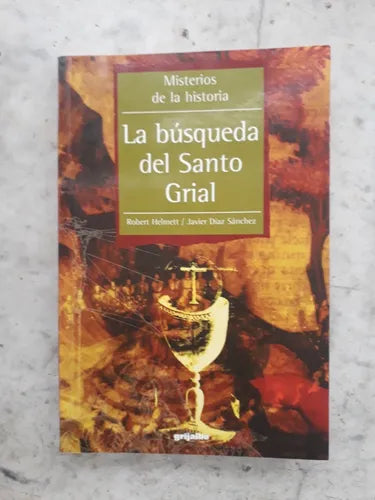 Misterios
de la historia
La búsqueda
del Santo
Grial
Robert Helmett / Javier Díaz Sánchez
grijalbo